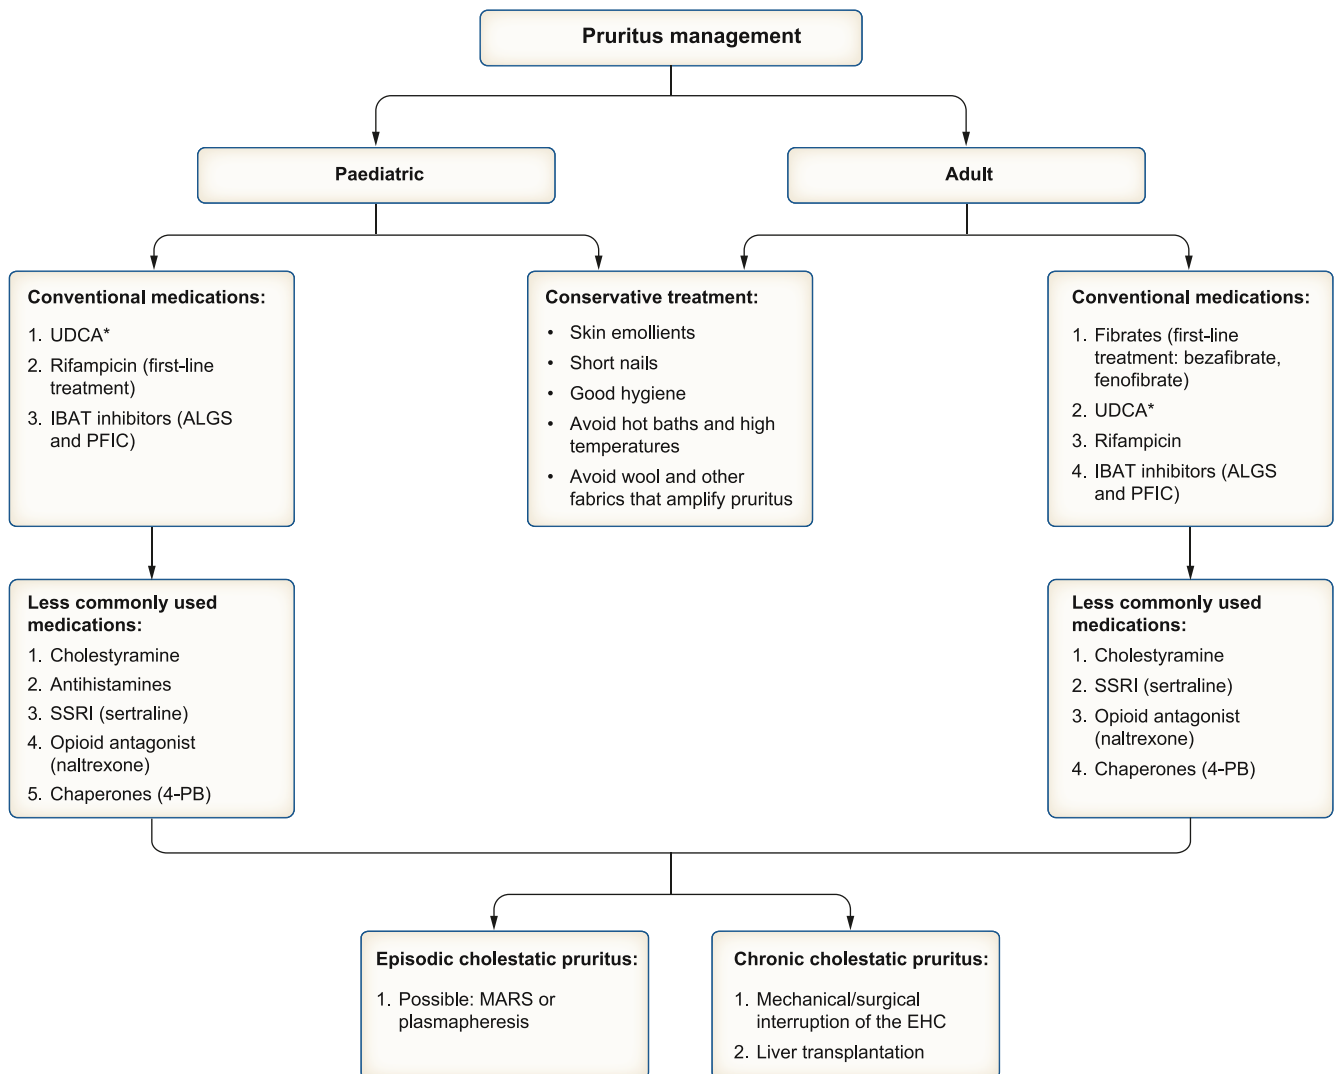 Pruritus management
Paediatric
Adult
Conventional medications:
1. UDCA*
2. Rifampicin (first-line
treatment)
3. IBAT inhibitors (ALGS
and PFIC)
Conservative treatment:
• Skin emollients
• Short nails
• Good hygiene
• Avoid hot baths and high
temperatures
• Avoid wool and other
fabrics that amplify pruritus
Conventional medications:
1. Fibrates (first-line
treatment: bezafibrate,
fenofibrate)
2. UDCA*
3. Rifampicin
4. IBAT inhibitors (ALGS
and PFIC)
Less commonly used
medications:
1. Cholestyramine
2. Antihistamines
3. SSRI (sertraline)
4. Opioid antagonist
(naltrexone)
5. Chaperones (4-PB)
Less commonly used
medications:
1. Cholestyramine
2. SSRI (sertraline)
3. Opioid antagonist
(naltrexone)
4. Chaperones (4-PB)
Episodic cholestatic pruritus:
1. Possible: MARS or
plasmapheresis
Chronic cholestatic pruritus:
1. Mechanical/surgical
interruption of the EHC
2. Liver transplantation